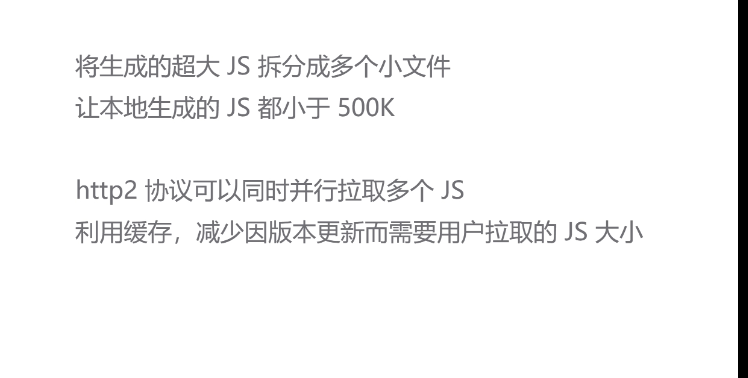 将生成的超大 JS 拆分成多个小文件
让本地生成的 JS 都小于 500K
http2 协议可以同时并行拉取多个 JS
利用缓存，减少因版本更新而需要用户拉取的 JS 大小